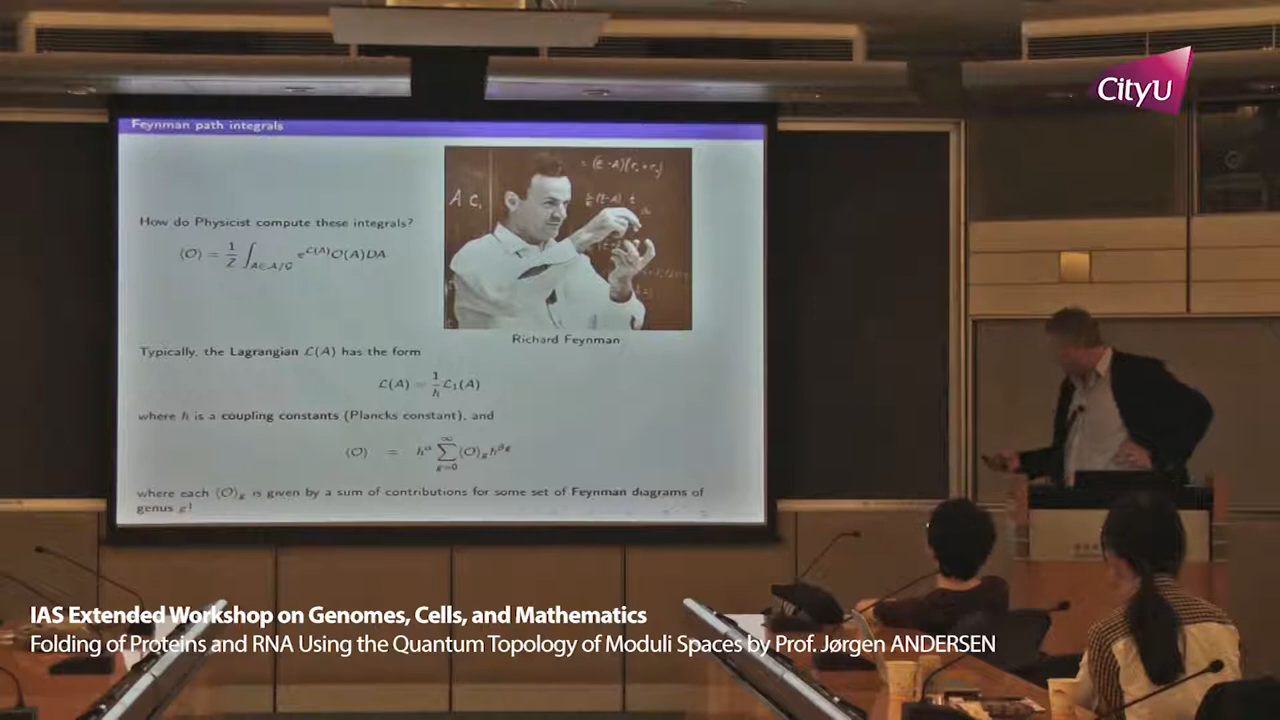 CityU
Feynman path integrals
= (E-A)(
A c,
(E-A)
How do Physicist compute these integrals?
⟨O⟩ = 1/Z ∫_{A∈A/G} e^{L(A)} O(A)DA
Richard Feynman
Typically, the Lagrangian L(A) has the form
L(A) = 1/ħ L₁(A)
where ħ is a coupling constants (Plancks constant), and
⟨O⟩ = ħ^α ∑_{g=0}^∞ ⟨O⟩_g ħ^{βg}
where each ⟨O⟩_g is given by a sum of contributions for some set of Feynman diagrams of
genus g!
IAS Extended Workshop on Genomes, Cells, and Mathematics
Folding of Proteins and RNA Using the Quantum Topology of Moduli Spaces by Prof. Jørgen ANDERSEN